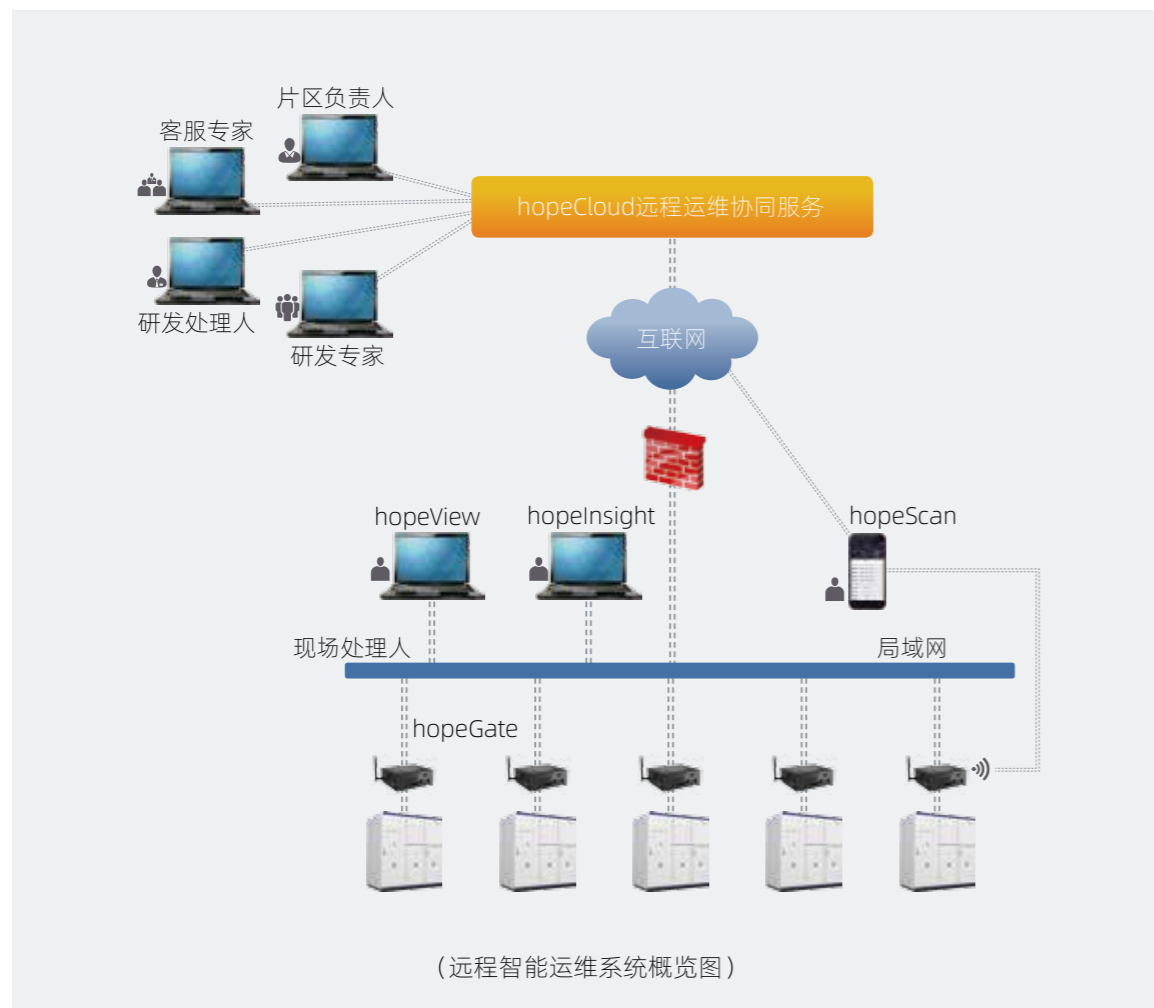 片区负责人
客服专家
hopeCloud远程运维协同服务
研发处理人
研发专家
互联网
hopeView
hopeInsight
hopeScan
现场处理人
局域网
hopeGate
（远程智能运维系统概览图）